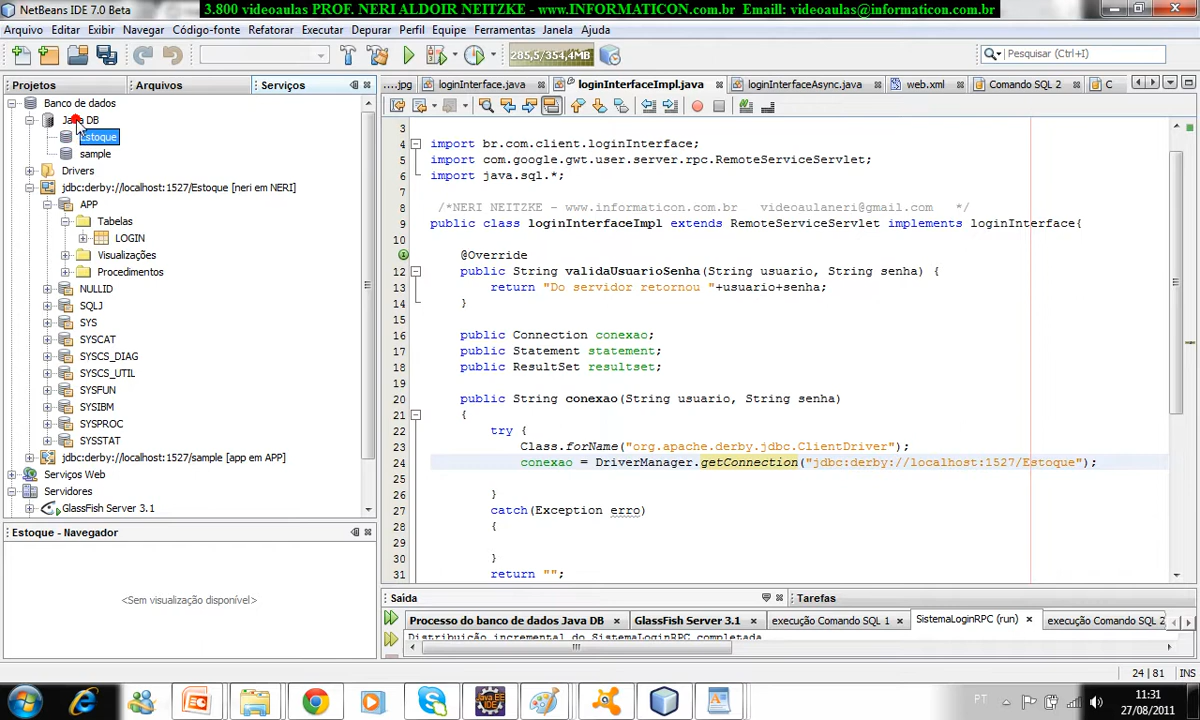 NetBeans IDE 7.0 Beta
3.800 videoaulas PROF. NERI ALDOIR NEITZKE - www.INFORMATICON.com.br Emaill: videoaulas@informaticon.com.br
Arquivo Editar Exibir Navegar Código-fonte Refatorar Executar Depurar Perfil Equipe Ferramentas Janela Ajuda
285,5/354,4MB
Pesquisar (Ctrl+I)
Projetos Arquivos Serviços
....jpg loginInterface.java loginInterfaceImpl.java loginInterfaceAsync.java web.xml Comando SQL 2 C
Banco de dados
Java DB
Estoque
sample
Drivers
jdbc:derby://localhost:1527/Estoque [neri em NERI]
APP
Tabelas
LOGIN
Visualizações
Procedimentos
NULLID
SQLJ
SYS
SYSCAT
SYSCS_DIAG
SYSCS_UTIL
SYSFUN
SYSIBM
SYSPROC
SYSSTAT
jdbc:derby://localhost:1527/sample [app em APP]
Serviços Web
Servidores
GlassFish Server 3.1
Estoque - Navegador
<Sem visualização disponível>
3
4 import br.com.client.loginInterface;
5 import com.google.gwt.user.server.rpc.RemoteServiceServlet;
6 import java.sql.*;
7
8 /*NERI NEITZKE - www.informaticon.com.br videoaulaneri@gmail.com */
9 public class loginInterfaceImpl extends RemoteServiceServlet implements loginInterface{
10
@Override
12 public String validaUsuarioSenha(String usuario, String senha) {
13 return "Do servidor retornou "+usuario+senha;
14 }
15
16 public Connection conexao;
17 public Statement statement;
18 public ResultSet resultset;
19
20 public String conexao(String usuario, String senha)
21 {
22 try {
23 Class.forName("org.apache.derby.jdbc.ClientDriver");
24 conexao = DriverManager.getConnection("jdbc:derby://localhost:1527/Estoque");
25
26 }
27 catch(Exception erro)
28 {
29
30 }
31 return "";
Saída Tarefas
Processo do banco de dados Java DB GlassFish Server 3.1 execução Comando SQL 1 SistemaLoginRPC (run) execução Comando SQL 2
Distribuição incremental do SistemaLoginRPC completada
24 | 81 INS
PT 11:31
27/08/2011